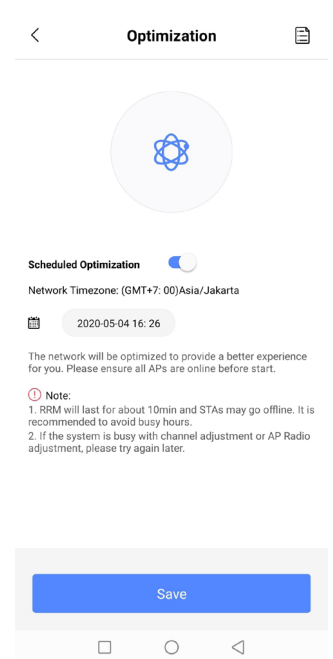 Optimization
Scheduled Optimization
Network Timezone: (GMT+7: 00)Asia/Jakarta
2020-05-04 16: 26
The network will be optimized to provide a better experience
for you. Please ensure all APs are online before start.
Note:
1. RRM will last for about 10min and STAs may go offline. It is
recommended to avoid busy hours.
2. If the system is busy with channel adjustment or AP Radio
adjustment, please try again later.
Save